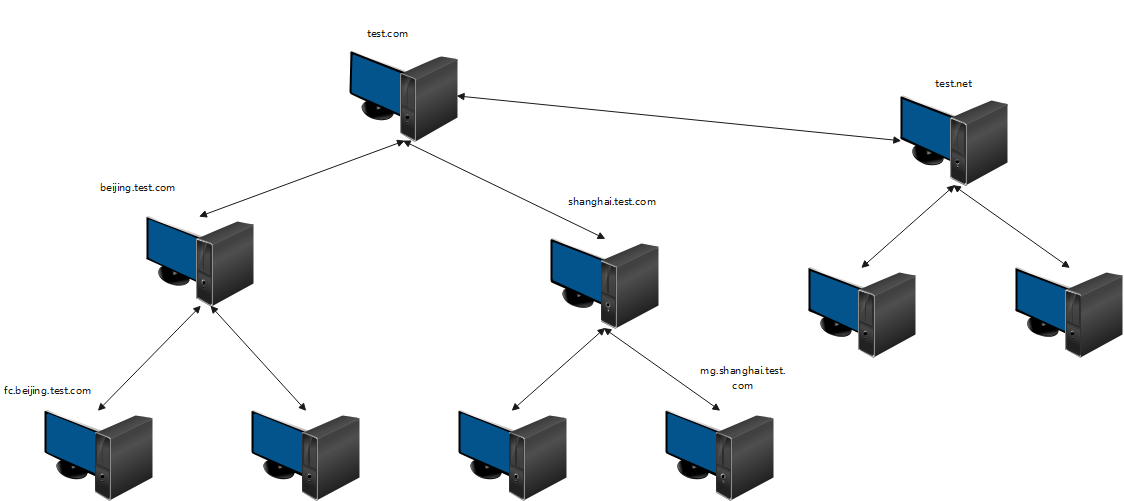 test.com
test.net
beijing.test.com
shanghai.test.com
fc.beijing.test.com
mg.shanghai.test.
com